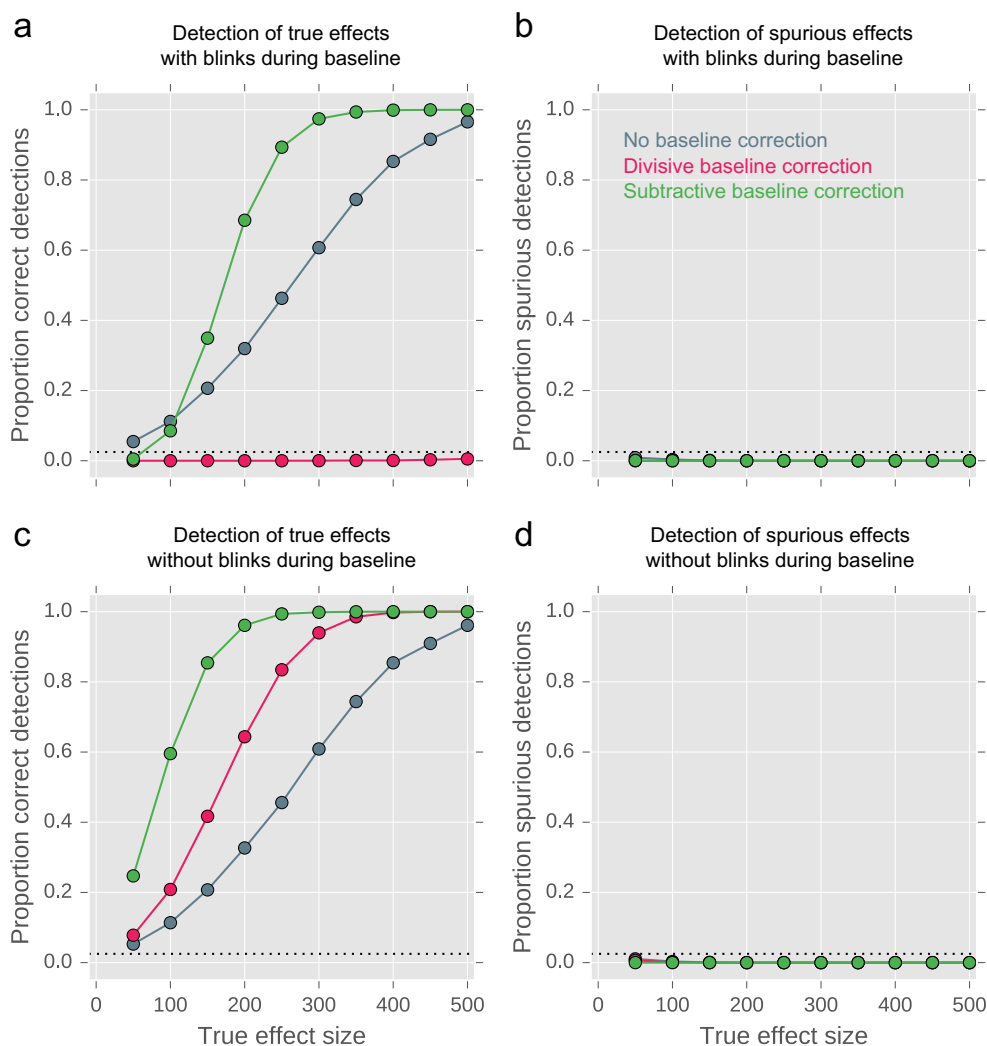 a
Detection of true effects
with blinks during baseline
1.0
0.8
0.6
0.4
0.2
0.0
Proportion correct detections
b
Detection of spurious effects
with blinks during baseline
1.0
0.8
0.6
0.4
0.2
0.0
Proportion spurious detections
No baseline correction
Divisive baseline correction
Subtractive baseline correction
c
Detection of true effects
without blinks during baseline
1.0
0.8
0.6
0.4
0.2
0.0
Proportion correct detections
0 100 200 300 400 500
True effect size
d
Detection of spurious effects
without blinks during baseline
1.0
0.8
0.6
0.4
0.2
0.0
Proportion spurious detections
0 100 200 300 400 500
True effect size